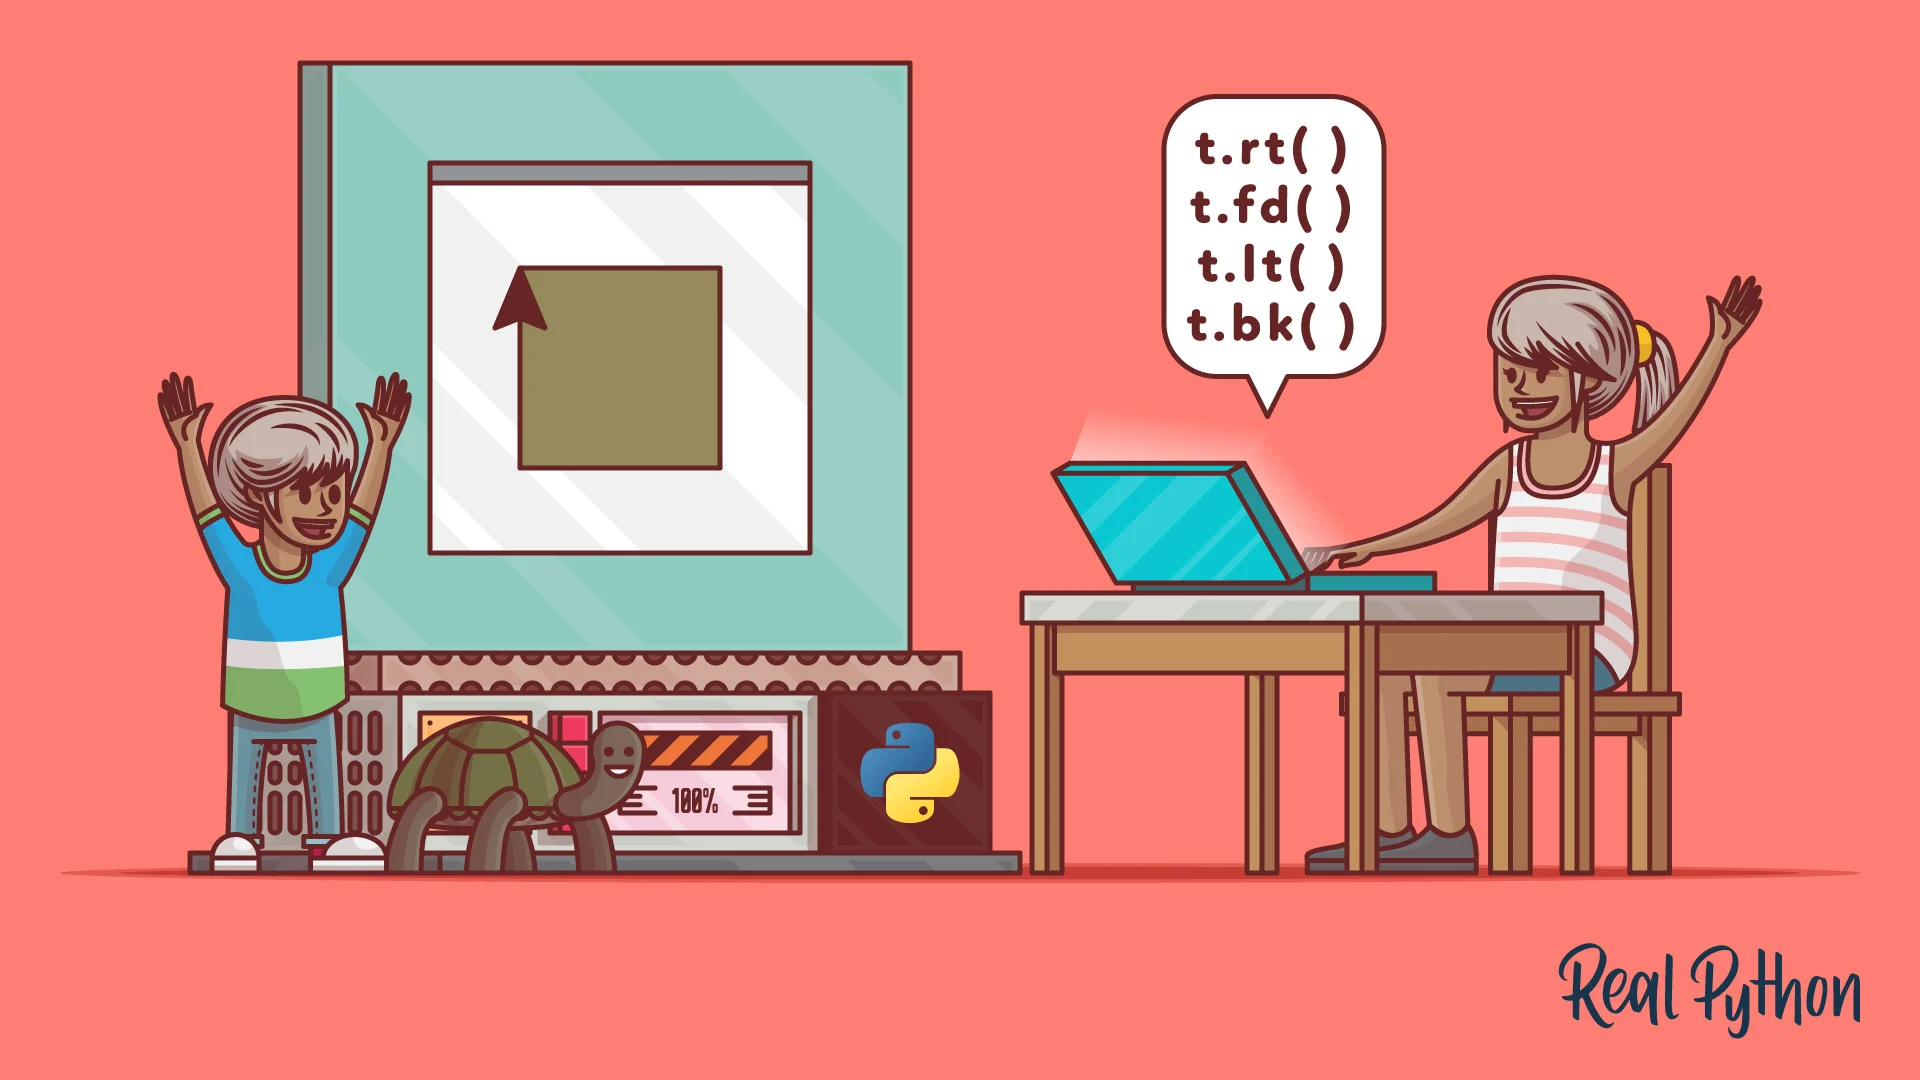 t.rt( )
t.fd( )
t.lt( )
t.bk( )
100%
Real Python